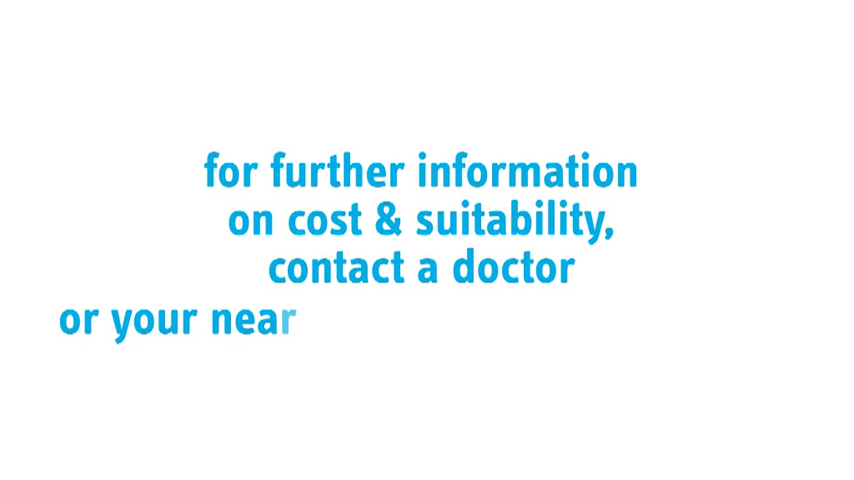 for further information
on cost & suitability,
contact a doctor
or your near